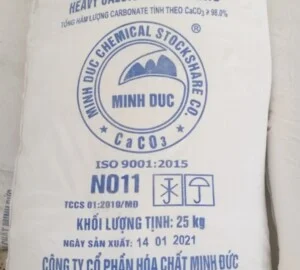 HEAVY
TỔNG HÀM LƯỢNG CARBONATE TÍNH THEO CaCO₃ ≥ 98.0%
MINH DUC CHEMICAL STOCKSHARE CO.
MINH DUC
CaCO₃
ISO 9001:2015
N011
TCCS 01:2019/MD
KHỐI LƯỢNG TỊNH: 25 kg
NGÀY SẢN XUẤT: 14 01 2021
CÔNG TY CỔ PHẦN HÓA CHẤT MINH ĐỨC